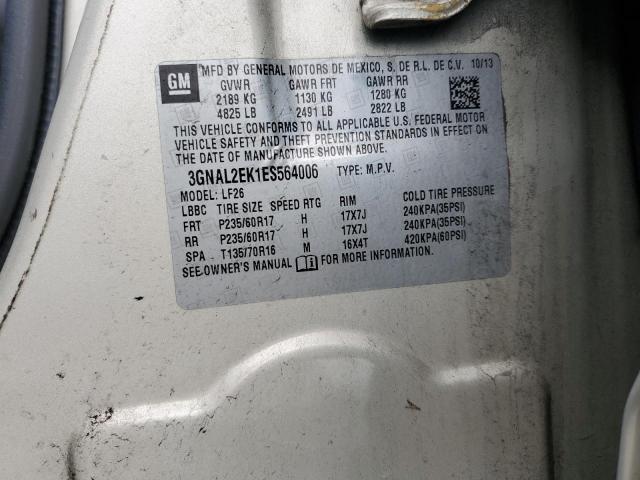 GM
MFD BY GENERAL MOTORS DE MEXICO, S. DE R.L. DE C.V. 10/13
GVWR GAWR FRT GAWR RR
2189 KG 1130 KG 1280 KG
4825 LB 2491 LB 2822 LB
THIS VEHICLE CONFORMS TO ALL APPLICABLE U.S. FEDERAL MOTOR
VEHICLE SAFETY AND THEFT PREVENTION STANDARDS IN EFFECT ON
THE DATE OF MANUFACTURE SHOWN ABOVE.
3GNAL2EK1ES564006 TYPE: M.P.V.
MODEL: LF26
LBBC TIRE SIZE SPEED RTG RIM COLD TIRE PRESSURE
FRT P235/60R17 H 17X7J 240KPA(35PSI)
RR P235/60R17 H 17X7J 240KPA(35PSI)
SPA T135/70R16 M 16X4T 420KPA(60PSI)
SEE OWNER'S MANUAL FOR MORE INFORMATION.